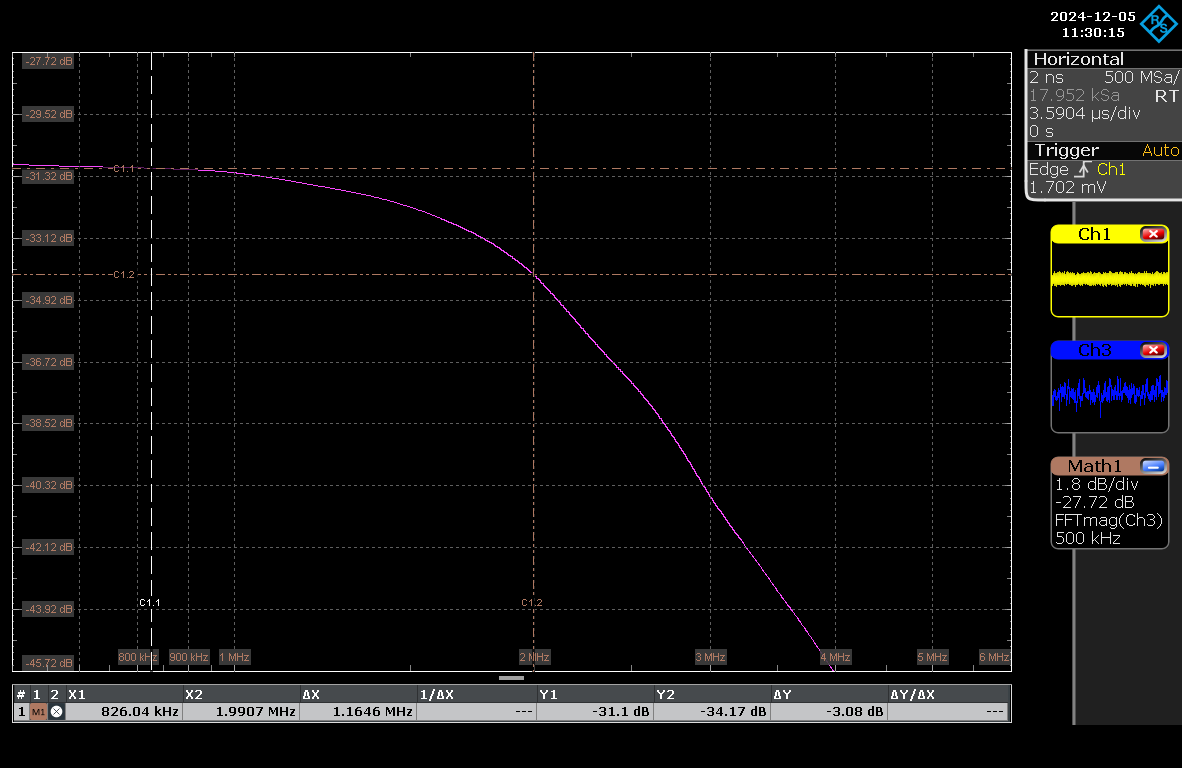 2024-12-05
11:30:15
R S
Horizontal
2 ns 500 MSa/
17.952 kSa RT
3.5904 µs/div
0 s
Trigger Auto
Edge Ch1
1.702 mV
Ch1
Ch3
Math1
1.8 dB/div
-27.72 dB
FFTmag(Ch3)
500 kHz
-27.72 dB
-29.52 dB
C1.1
-31.32 dB
-33.12 dB
C1.2
-34.92 dB
-36.72 dB
-38.52 dB
-40.32 dB
-42.12 dB
C1.1 C1.2
-43.92 dB
-45.72 dB
800 kHz 900 kHz 1 MHz 2 MHz 3 MHz 4 MHz 5 MHz 6 MHz
# 1 2 X1 X2 ΔX 1/ΔX Y1 Y2 ΔY ΔY/ΔX
1 M1 826.04 kHz 1.9907 MHz 1.1646 MHz --- -31.1 dB -34.17 dB -3.08 dB ---